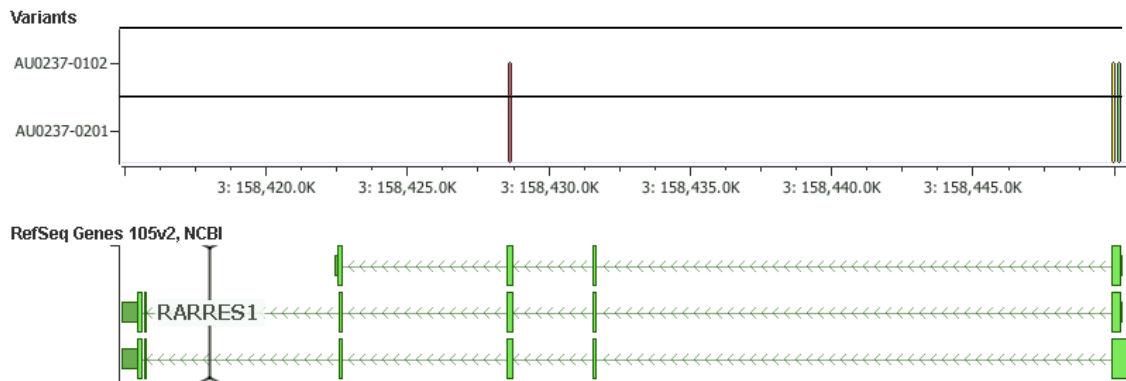 Variants
AU0237-0102
AU0237-0201
3: 158,420.0K 3: 158,425.0K 3: 158,430.0K 3: 158,435.0K 3: 158,440.0K 3: 158,445.0K
RefSeq Genes 105v2, NCBI
RARRES1